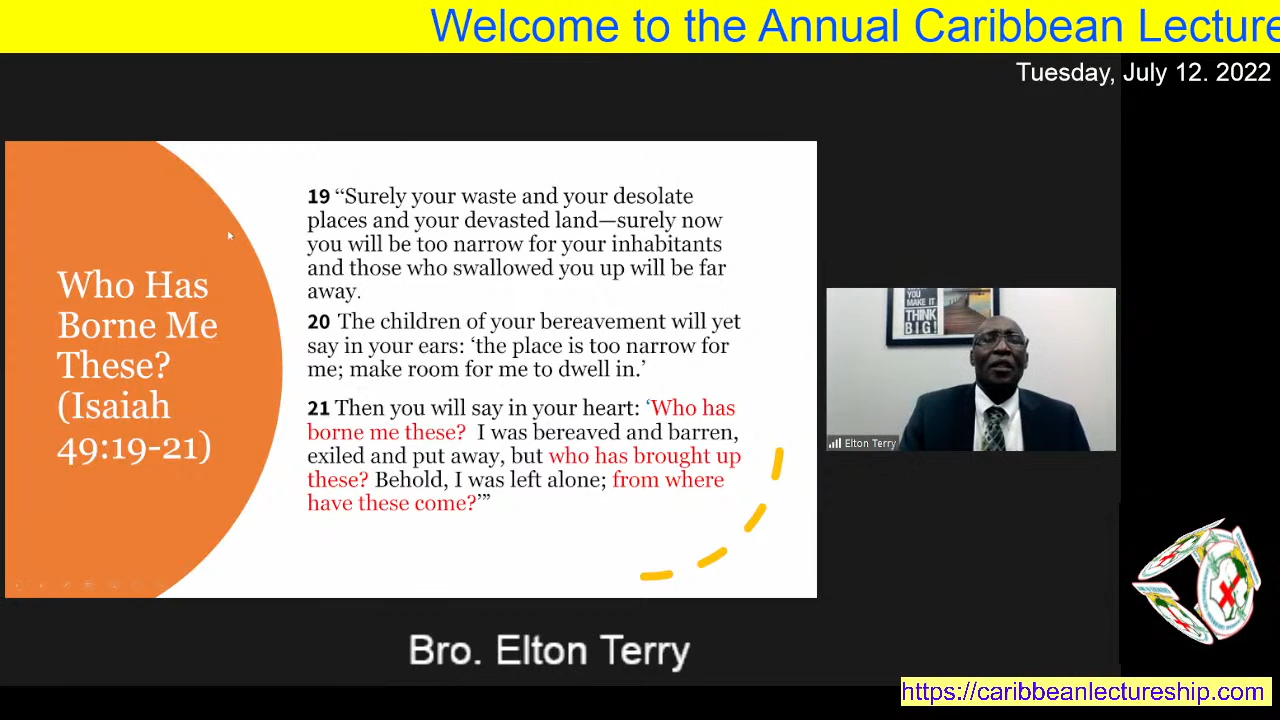 Welcome to the Annual Caribbean Lecture
Tuesday, July 12. 2022
Who Has
Borne Me
These?
(Isaiah
49:19-21)
19 “Surely your waste and your desolate
places and your devasted land—surely now
you will be too narrow for your inhabitants
and those who swallowed you up will be far
away.
20 The children of your bereavement will yet
say in your ears: ‘the place is too narrow for
me; make room for me to dwell in.’
21 Then you will say in your heart: ‘Who has
borne me these? I was bereaved and barren,
exiled and put away, but who has brought up
these? Behold, I was left alone; from where
have these come?’”
YOU MAKE IT
THINK
BIG!
Elton Terry
Bro. Elton Terry
https://caribbeanlectureship.com